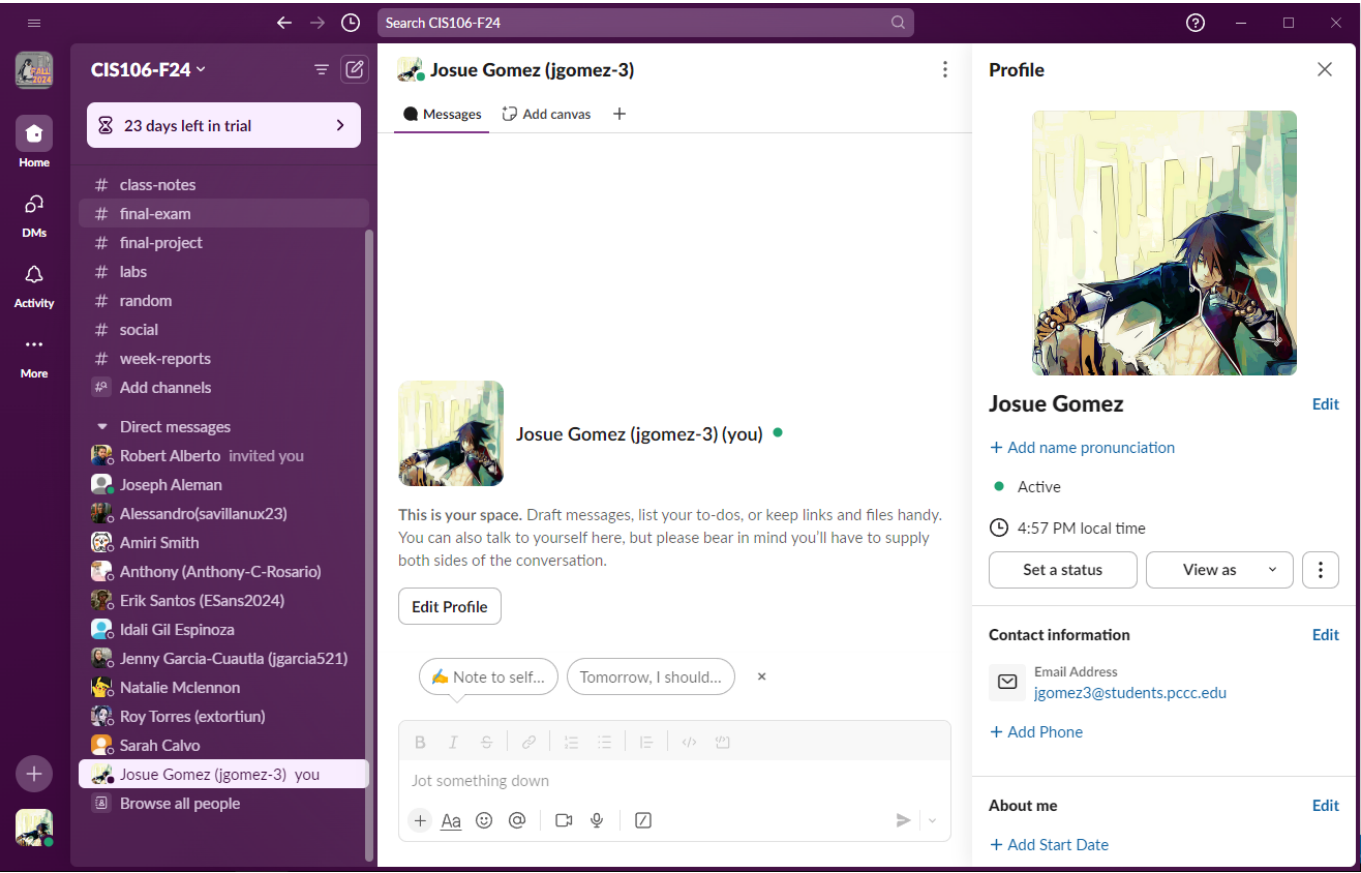 Search CIS106-F24
FALL
2024
Home
DMs
Activity
More
CIS106-F24
23 days left in trial
# class-notes
# final-exam
# final-project
# labs
# random
# social
# week-reports
Add channels
Direct messages
Robert Alberto invited you
Joseph Aleman
Alessandro(savillanux23)
Amiri Smith
Anthony (Anthony-C-Rosario)
Erik Santos (ESans2024)
Idali Gil Espinoza
Jenny Garcia-Cuautla (jgarcia521)
Natalie Mclennon
Roy Torres (extortiun)
Sarah Calvo
Josue Gomez (jgomez-3) you
Browse all people
Josue Gomez (jgomez-3)
Messages Add canvas +
Josue Gomez (jgomez-3) (you)
This is your space. Draft messages, list your to-dos, or keep links and files handy.
You can also talk to yourself here, but please bear in mind you'll have to supply
both sides of the conversation.
Edit Profile
✍️ Note to self... Tomorrow, I should... ×
B I S
Jot something down
+ Aa @
Profile
Josue Gomez Edit
+ Add name pronunciation
Active
4:57 PM local time
Set a status View as
Contact information Edit
Email Address
jgomez3@students.pccc.edu
+ Add Phone
About me Edit
+ Add Start Date